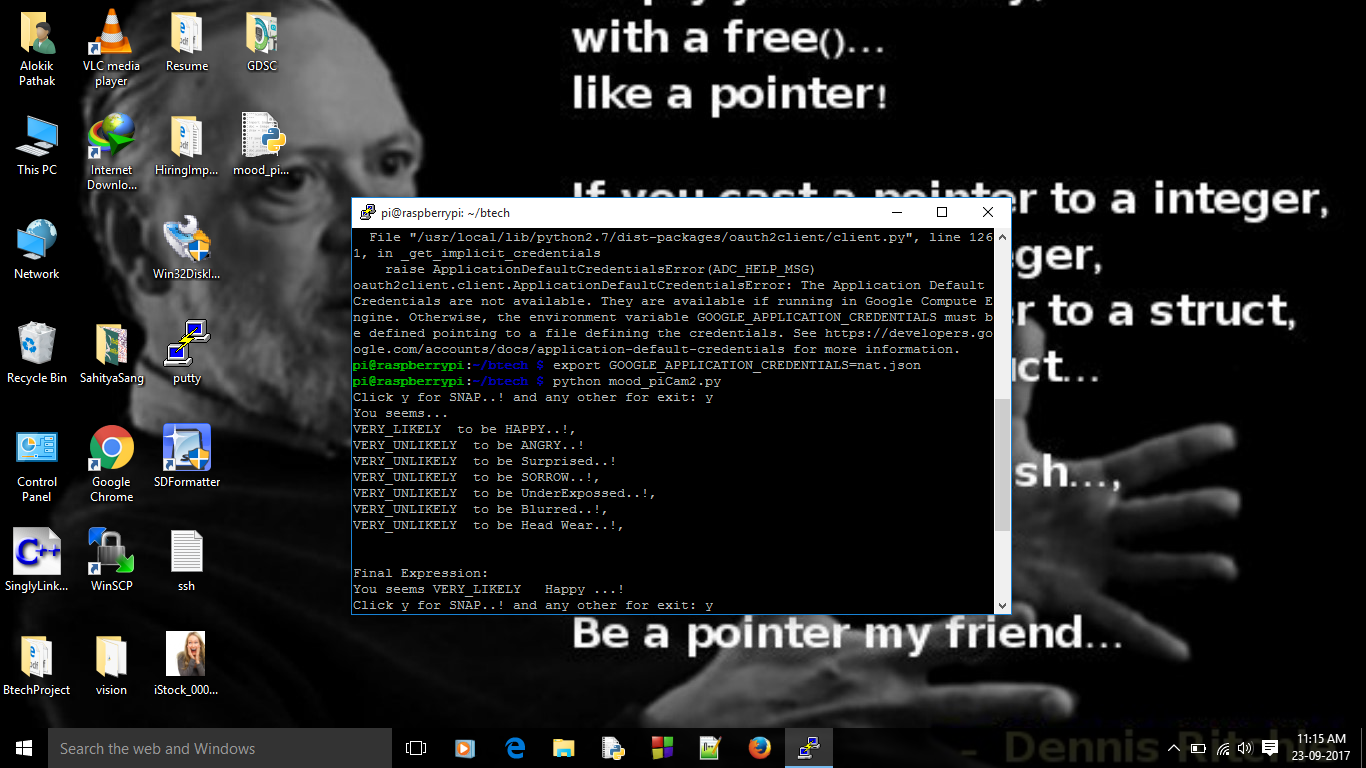 Alokik
Pathak
VLC media
player
Resume
GDSC
This PC
Internet
Downlo...
HiringImp...
mood_pi...
Network
Win32DiskI...
Recycle Bin
SahityaSang
putty
Control
Panel
Google
Chrome
SDFormatter
SinglyLink...
WinSCP
ssh
BtechProject
vision
iStock_000...
with a free()...
like a pointer!
If you cast a pointer to a integer,
ger,
r to a struct,
ct...
sh...,
Be a pointer my friend...
– Dennis Ritchie
pi@raspberrypi: ~/btech
File "/usr/local/lib/python2.7/dist-packages/oauth2client/client.py", line 126
1, in _get_implicit_credentials
raise ApplicationDefaultCredentialsError(ADC_HELP_MSG)
oauth2client.client.ApplicationDefaultCredentialsError: The Application Default
Credentials are not available. They are available if running in Google Compute E
ngine. Otherwise, the environment variable GOOGLE_APPLICATION_CREDENTIALS must b
e defined pointing to a file defining the credentials. See https://developers.go
ogle.com/accounts/docs/application-default-credentials for more information.
pi@raspberrypi:~/btech $ export GOOGLE_APPLICATION_CREDENTIALS=nat.json
pi@raspberrypi:~/btech $ python mood_piCam2.py
Click y for SNAP..! and any other for exit: y
You seems...
VERY_LIKELY  to be HAPPY..!,
VERY_UNLIKELY  to be ANGRY..!
VERY_UNLIKELY  to be Surprised..!
VERY_UNLIKELY  to be SORROW..!,
VERY_UNLIKELY  to be UnderExpossed..!,
VERY_UNLIKELY  to be Blurred..!,
VERY_UNLIKELY  to be Head Wear..!,
Final Expression:
You seems VERY_LIKELY   Happy ...!
Click y for SNAP..! and any other for exit: y
Search the web and Windows
11:15 AM
23-09-2017